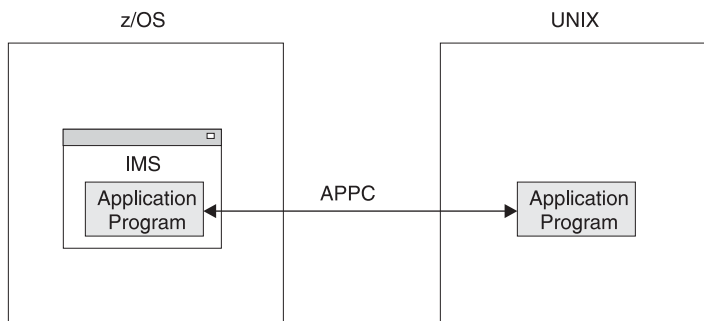 z/OS
UNIX
IMS
Application
Program
APPC
Application
Program